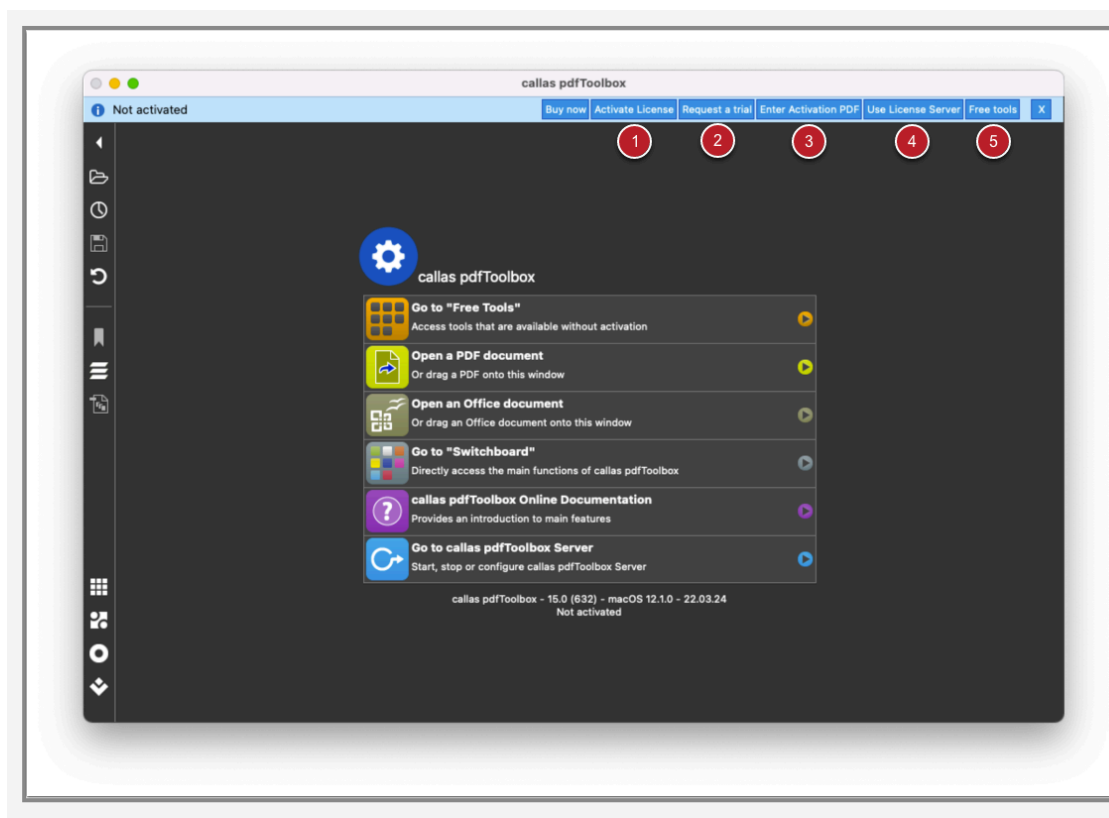 callas pdfToolbox
Not activated
Buy now Activate License Request a trial Enter Activation PDF Use License Server Free tools X
1 2 3 4 5
callas pdfToolbox
Go to "Free Tools"
Access tools that are available without activation
Open a PDF document
Or drag a PDF onto this window
Open an Office document
Or drag an Office document onto this window
Go to "Switchboard"
Directly access the main functions of callas pdfToolbox
callas pdfToolbox Online Documentation
Provides an introduction to main features
Go to callas pdfToolbox Server
Start, stop or configure callas pdfToolbox Server
callas pdfToolbox - 15.0 (632) - macOS 12.1.0 - 22.03.24
Not activated